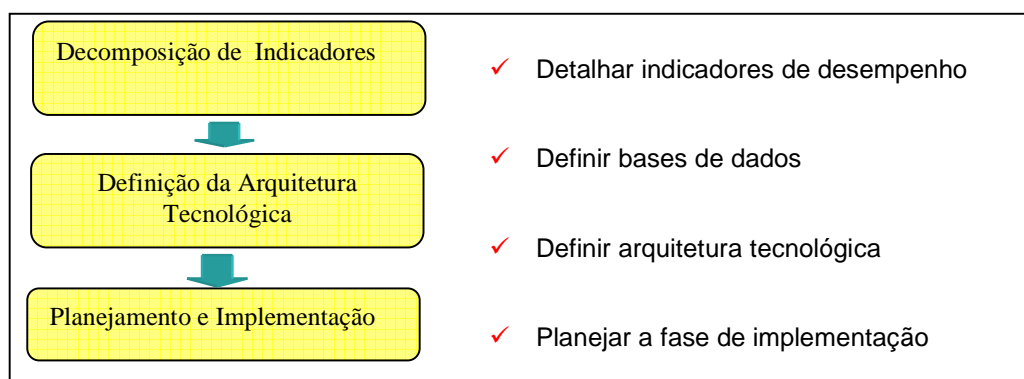 Decomposição de Indicadores
Definição da Arquitetura
Tecnológica
Planejamento e Implementação
Detalhar indicadores de desempenho
Definir bases de dados
Definir arquitetura tecnológica
Planejar a fase de implementação